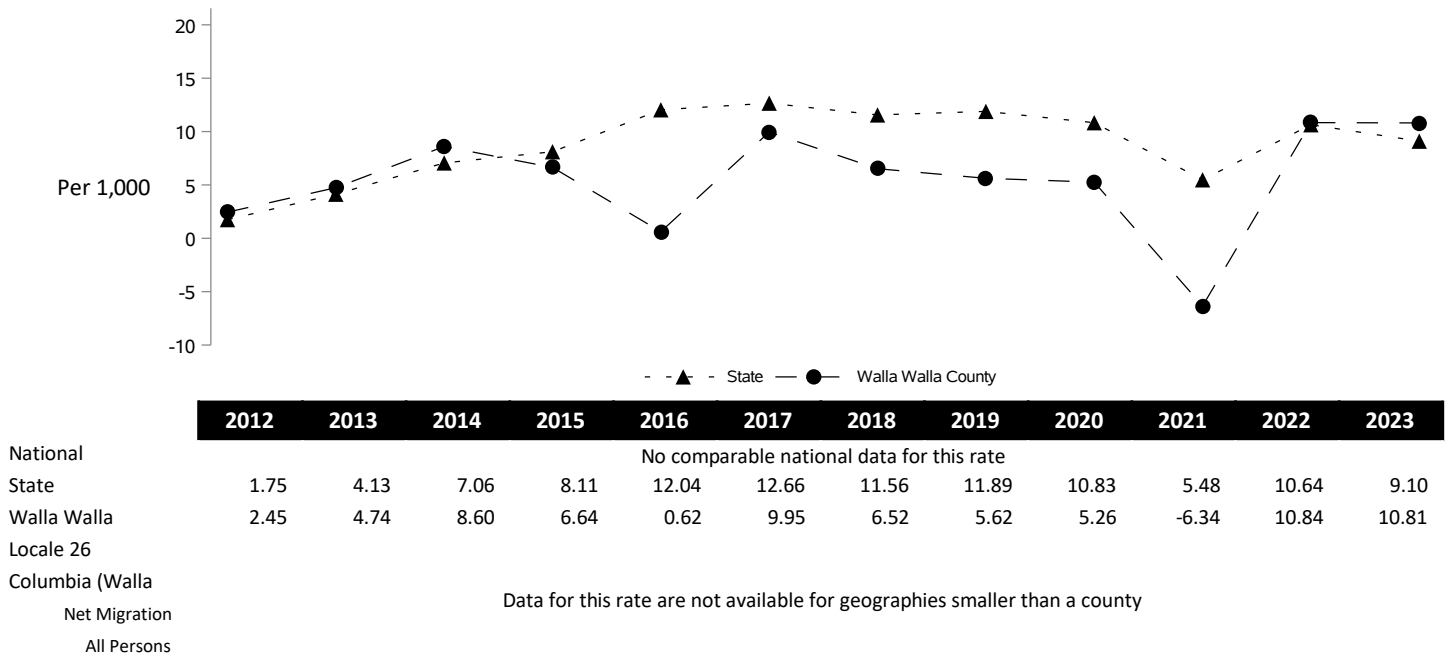 20
15
10
Per 1,000
5
0
-5
-10
State Walla Walla County
2012 2013 2014 2015 2016 2017 2018 2019 2020 2021 2022 2023
National No comparable national data for this rate
State 1.75 4.13 7.06 8.11 12.04 12.66 11.56 11.89 10.83 5.48 10.64 9.10
Walla Walla 2.45 4.74 8.60 6.64 0.62 9.95 6.52 5.62 5.26 -6.34 10.84 10.81
Locale 26
Columbia (Walla
Data for this rate are not available for geographies smaller than a county
Net Migration
All Persons